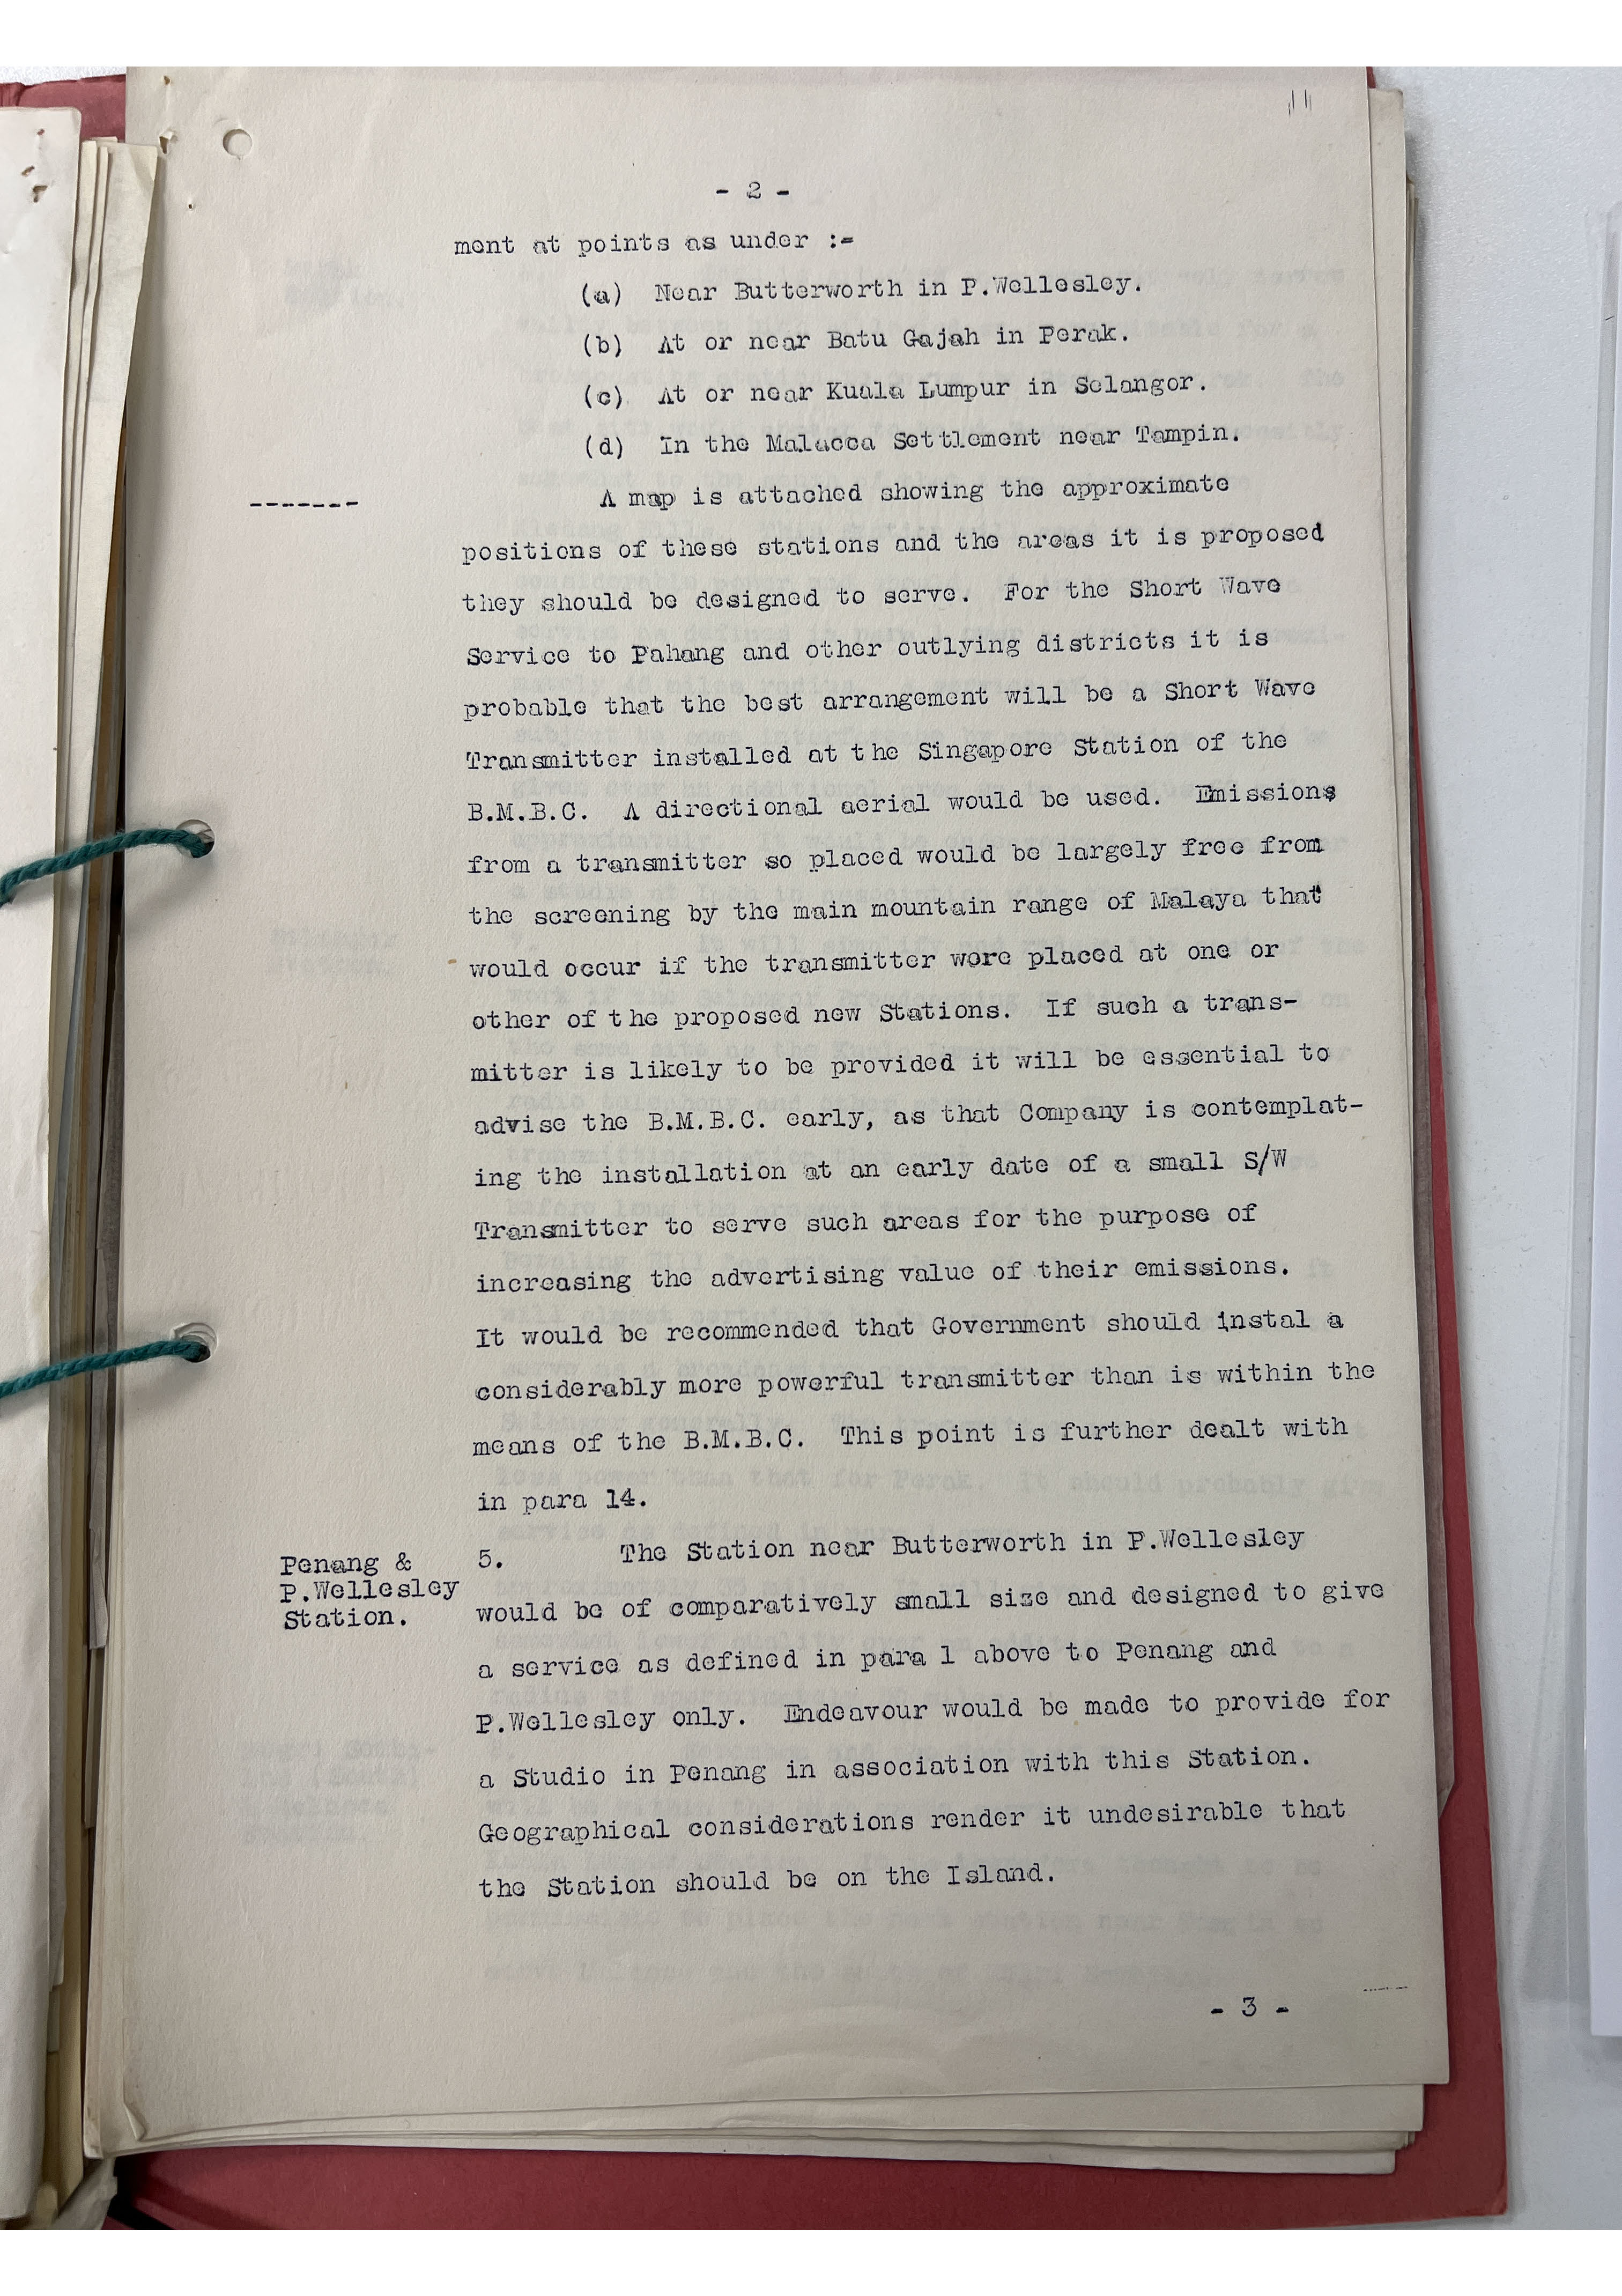 - 2 -
ment at points as under :-
(a) Near Butterworth in P.Wellesley.
(b) At or near Batu Gajah in Perak.
(c) At or near Kuala Lumpur in Selangor.
(d) In the Malacca Settlement near Tampin.
-------
A map is attached showing the approximate
positions of these stations and the areas it is proposed
they should be designed to serve. For the Short Wave
Service to Pahang and other outlying districts it is
probable that the best arrangement will be a Short Wave
Transmitter installed at the Singapore Station of the
B.M.B.C. A directional aerial would be used. Emissions
from a transmitter so placed would be largely free from
the screening by the main mountain range of Malaya that
would occur if the transmitter were placed at one or
other of the proposed new Stations. If such a trans-
mitter is likely to be provided it will be essential to
advise the B.M.B.C. early, as that Company is contemplat-
ing the installation at an early date of a small S/W
Transmitter to serve such areas for the purpose of
increasing the advertising value of their emissions.
It would be recommended that Government should instal a
considerably more powerful transmitter than is within the
means of the B.M.B.C. This point is further dealt with
in para 14.
Penang &
P.Wellesley
Station.
5. The Station near Butterworth in P.Wellesley
would be of comparatively small size and designed to give
a service as defined in para 1 above to Penang and
P.Wellesley only. Endeavour would be made to provide for
a Studio in Penang in association with this Station.
Geographical considerations render it undesirable that
the Station should be on the Island.
- 3 -